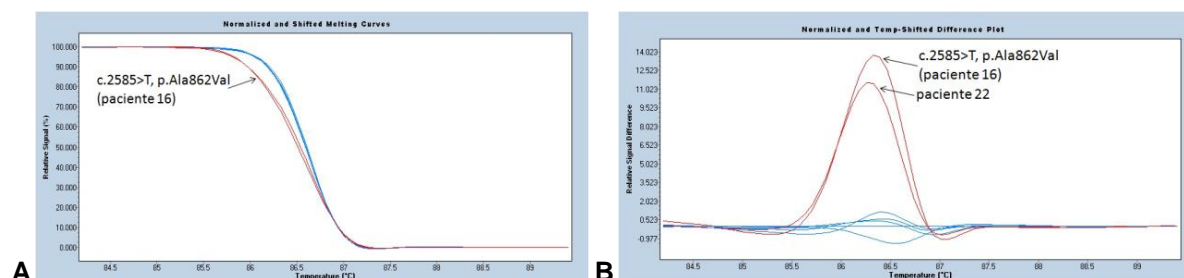 Normalized and Shifted Melting Curves
Relative Signal (%)
100.000
90.000
80.000
70.000
60.000
50.000
40.000
30.000
20.000
10.000
0.000
c.2585>T, p.Ala862Val
(paciente 16)
84.5 85 85.5 86 86.5 87 87.5 88 88.5 89
Temperature (°C)
A
Normalized and Temp-Shifted Difference Plot
Relative Signal Difference
14.023
12.523
11.023
9.523
8.023
6.523
5.023
3.523
2.023
0.523
-0.977
c.2585>T, p.Ala862Val
(paciente 16)
paciente 22
84.5 85 85.5 86 86.5 87 87.5 88 88.5 89
Temperature (°C)
B